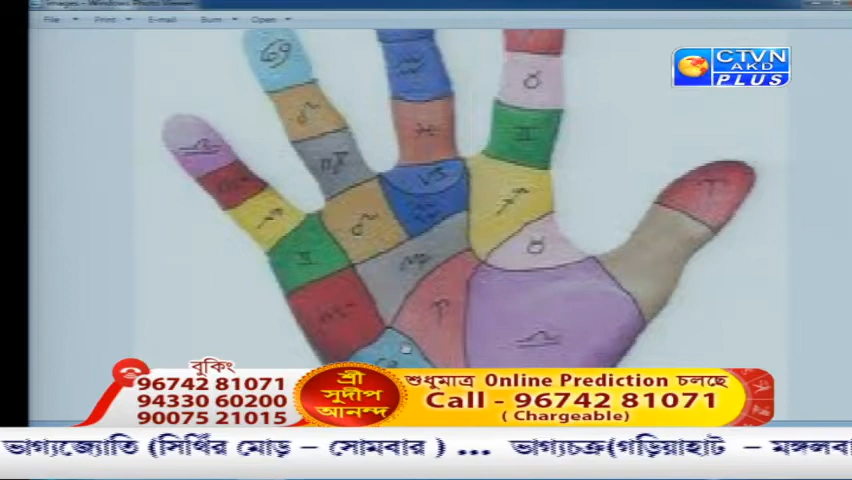 Images - Windows Photo Viewer
File Print E-mail Burn Open
CTVN
AKD
PLUS
বুকিং
96742 81071
94330 60200
90075 21015
শ্রী
সুদীপ
আনন্দ
শুধুমাত্র Online Prediction চলছে
Call - 96742 81071
( Chargeable)
ভাগ্যজ্যোতি (সিথিঁর মোড় – সোমবার ) ... ভাগ্যচক্র(গড়িয়াহাট – মঙ্গলবা